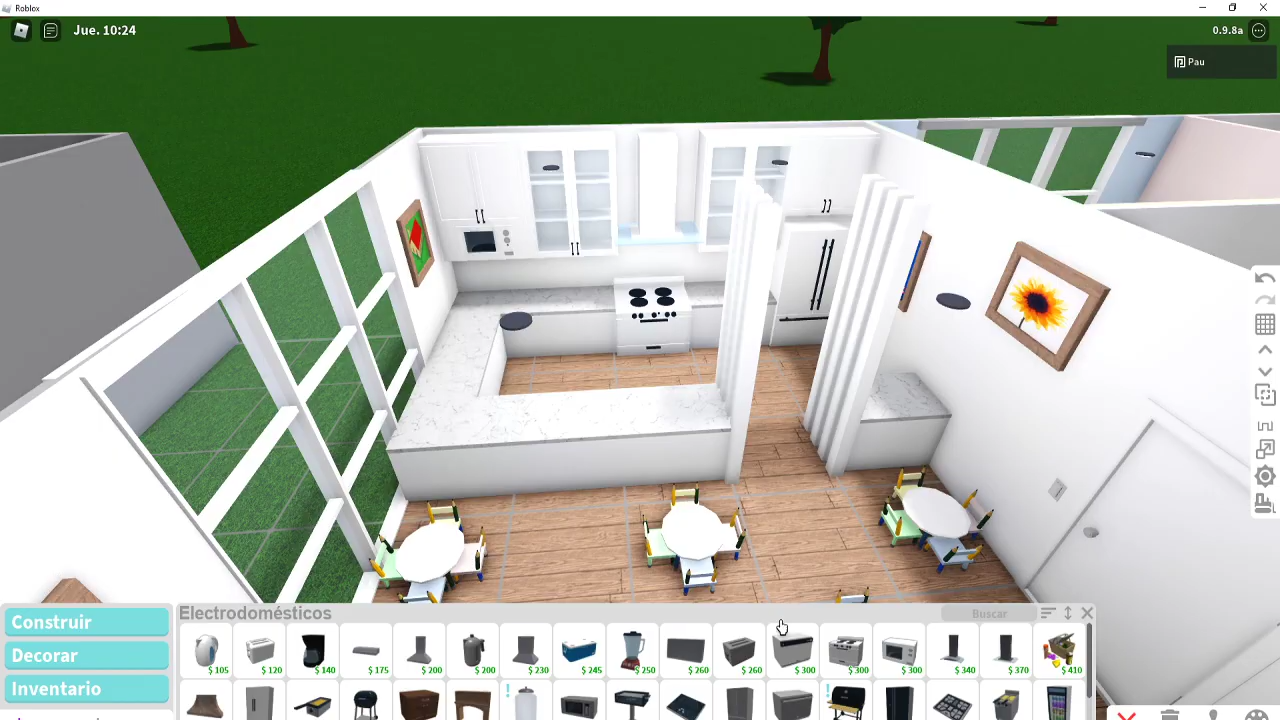 Roblox
Jue. 10:24
0.9.8a
Pau
Construir
Decorar
Inventario
Electrodomésticos
Buscar
$105 $120 $140 $175 $200 $200 $230 $245 $250 $260 $260 $300 $300 $300 $340 $370 $410